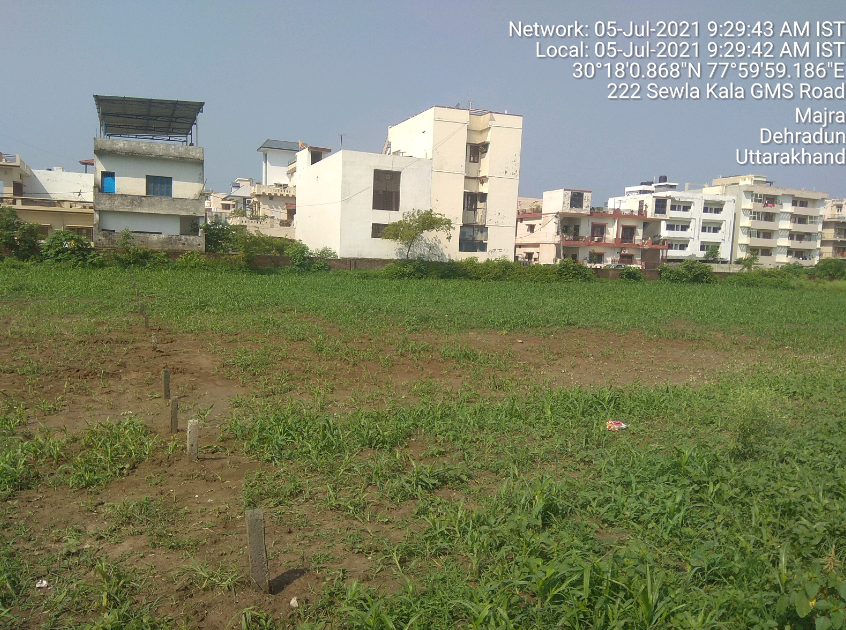 Network: 05-Jul-2021 9:29:43 AM IST
Local: 05-Jul-2021 9:29:42 AM IST
30°18'0.868"N 77°59'59.186"E
222 Sewla Kala GMS Road
Majra
Dehradun
Uttarakhand